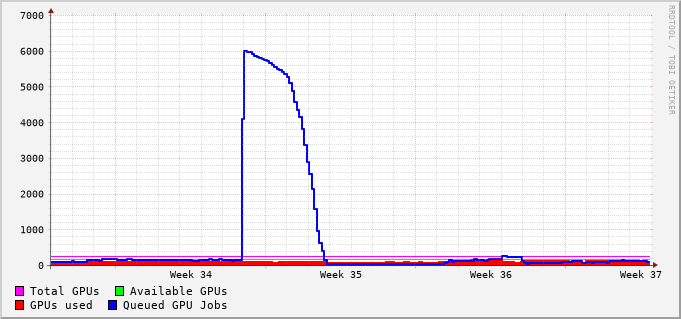 7000
6000
5000
4000
3000
2000
1000
0
Week 34 Week 35 Week 36 Week 37
Total GPUs Available GPUs
GPUs used Queued GPU Jobs
RRDTOOL / TOBI OETIKER